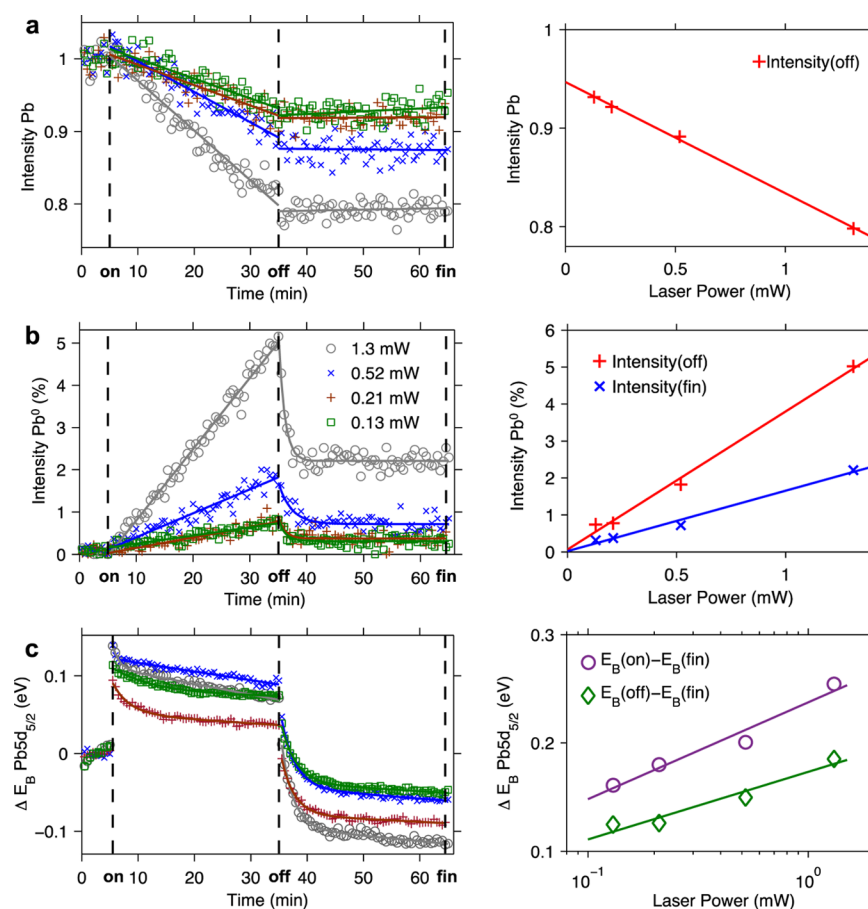 a
Intensity Pb
1
0.9
0.8
0 on 10 20 30 off 40 50 60 fin
Time (min)
Intensity Pb
1
0.9
0.8
Intensity(off)
0 0.5 1
Laser Power (mW)
b
Intensity Pb⁰ (%)
5
4
3
2
1
0
1.3 mW
0.52 mW
0.21 mW
0.13 mW
0 on 10 20 30 off 40 50 60 fin
Time (min)
Intensity Pb⁰ (%)
6
5
4
3
2
1
0
Intensity(off)
Intensity(fin)
0 0.5 1
Laser Power (mW)
c
Δ E_B Pb5d_5/2 (eV)
0.1
0
−0.1
0 on 10 20 30 off 40 50 60 fin
Time (min)
Δ E_B Pb5d_5/2 (eV)
0.3
0.2
0.1
E_B(on)−E_B(fin)
E_B(off)−E_B(fin)
10⁻¹ 10⁰
Laser Power (mW)